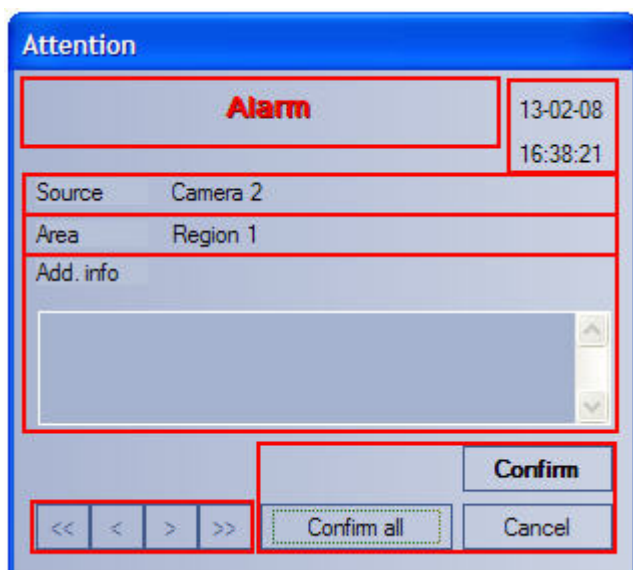 Attention
Alarm
13-02-08
16:38:21
Source Camera 2
Area Region 1
Add. info
Confirm
<< < > >> Confirm all Cancel